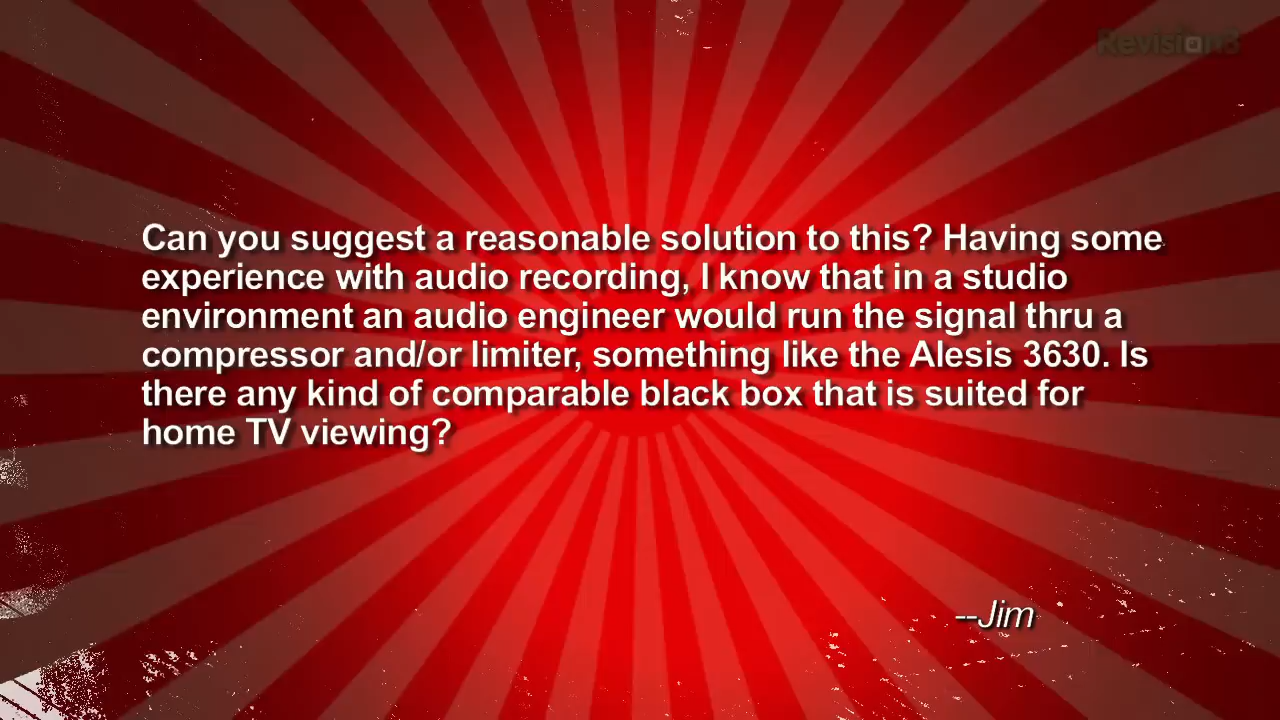 Revision3
Can you suggest a reasonable solution to this? Having some
experience with audio recording, I know that in a studio
environment an audio engineer would run the signal thru a
compressor and/or limiter, something like the Alesis 3630. Is
there any kind of comparable black box that is suited for
home TV viewing?
--Jim